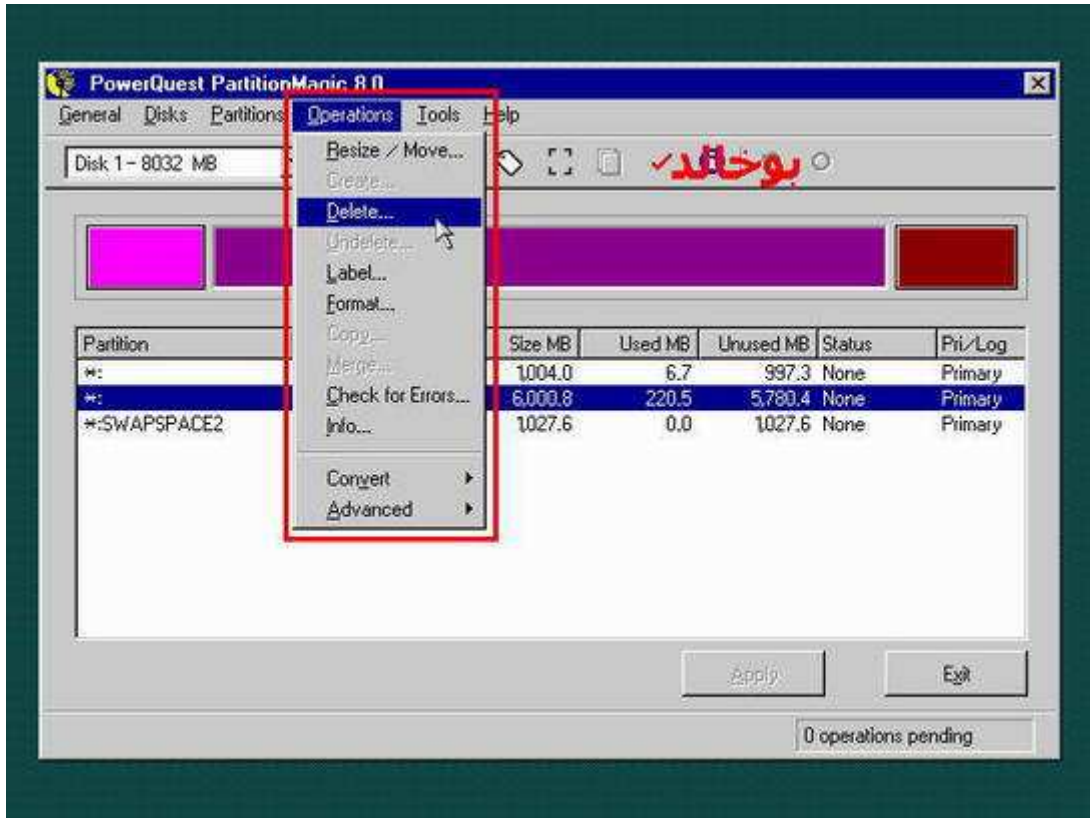 PowerQuest PartitionMagic 8.0
General Disks Partitions Operations Tools Help
Disk 1 - 8032 MB
بوخالد
Resize / Move...
Create...
Delete...
Undelete...
Label...
Format...
Copy...
Merge...
Check for Errors...
Info...
Convert
Advanced
Partition Size MB Used MB Unused MB Status Pri/Log
*: 1,004.0 6.7 997.3 None Primary
*: 6,000.8 220.5 5,780.4 None Primary
*:SWAPSPACE2 1,027.6 0.0 1,027.6 None Primary
Apply Exit
0 operations pending